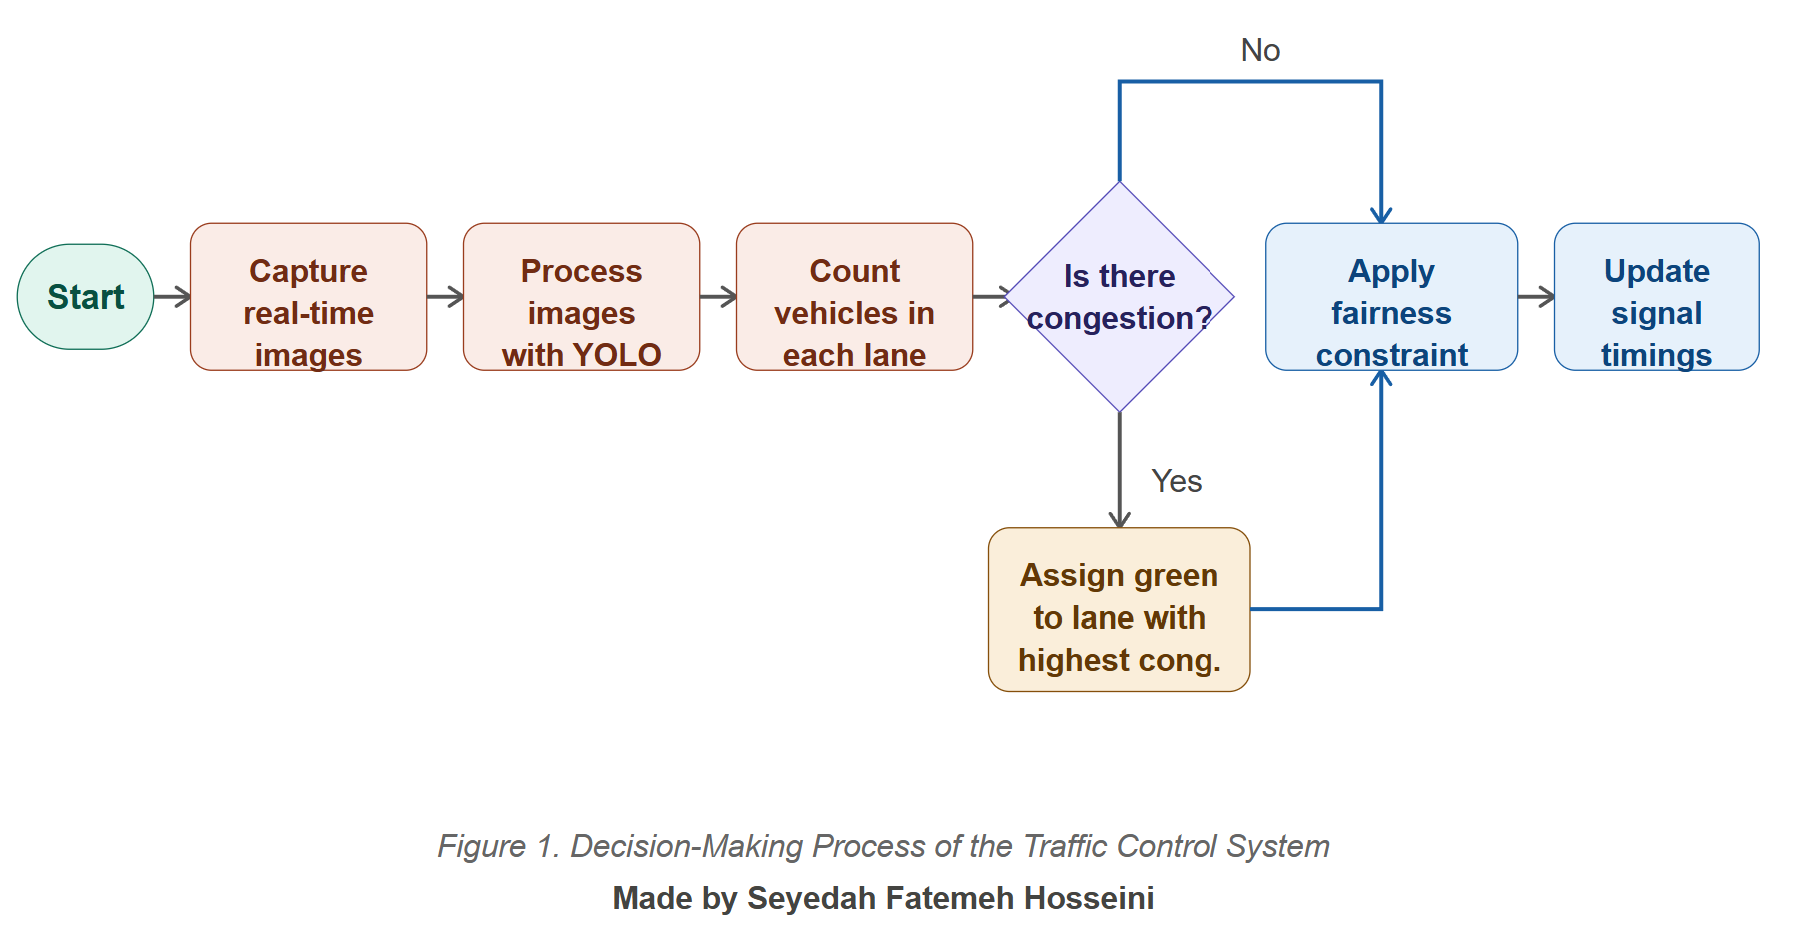 No
Start
Capture
real-time
images
Process
images
with YOLO
Count
vehicles in
each lane
Is there
congestion?
Apply
fairness
constraint
Update
signal
timings
Yes
Assign green
to lane with
highest cong.
Figure 1. Decision-Making Process of the Traffic Control System
Made by Seyedah Fatemeh Hosseini